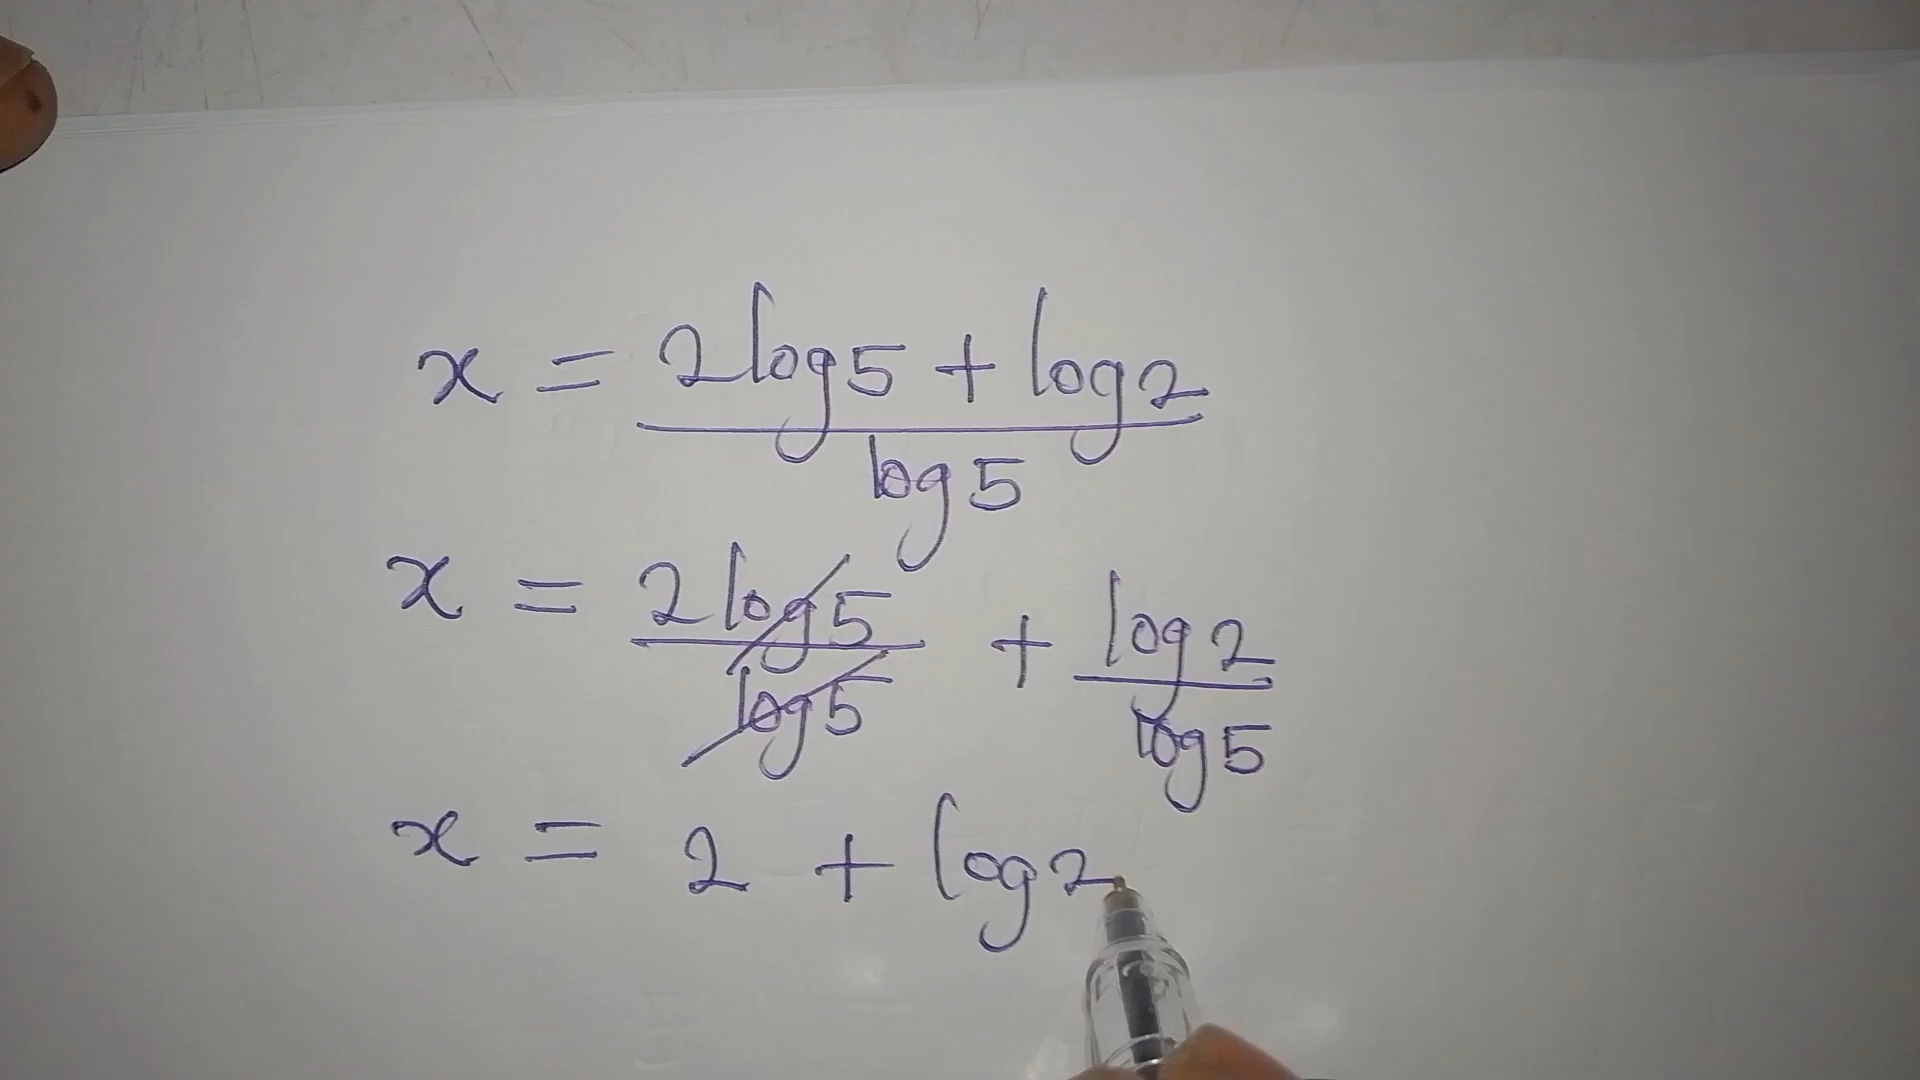 x = 2log5 + log2
log5
x = 2log5 + log2
log5 log5
x = 2 + log2